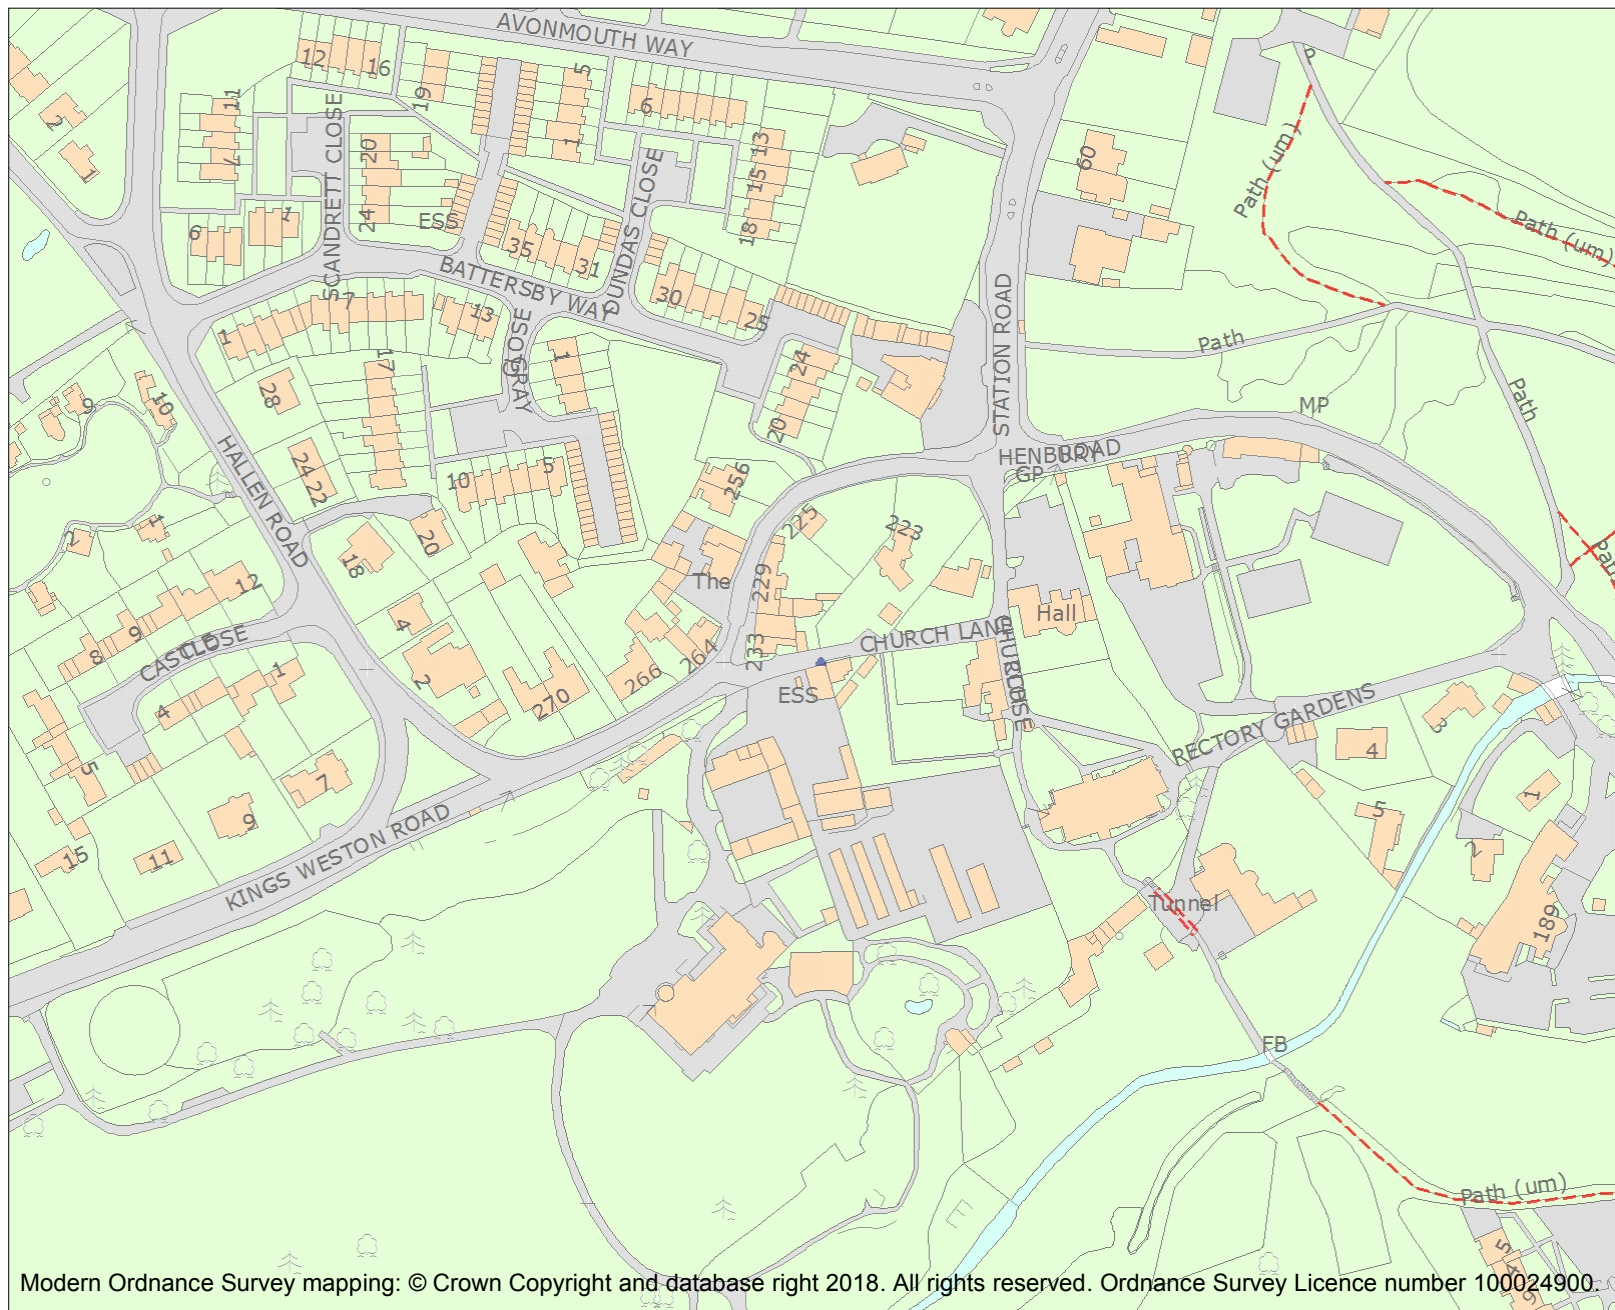 AVONMOUTH WAY
12
16
19
5
6
1
P
2
1
11
7
SCANDRETT CLOSE
20
24
ESS
13
15
18
60
Path (um)
Path (um)
6
1
35
31
DUNDAS CLOSE
BATTERSBY WAY
30
25
STATION ROAD
Path
Path
1
7
13
GRAY CLOSE
1
17
28
24
20
9
10
HALLEN ROAD
24
22
10
5
256
MP
HENBURY ROAD
GP
225
223
229
233
The
Hall
2
1
18
20
12
9
8
CASTLE CLOSE
4
1
4
2
270
266
264
CHURCH LANE
CHURCH CLOSE
ESS
RECTORY GARDENS
3
4
5
1
2
189
5
7
9
11
15
KINGS WESTON ROAD
Tunnel
FB
Path (um)
5
4
Modern Ordnance Survey mapping: © Crown Copyright and database right 2018. All rights reserved. Ordnance Survey Licence number 100024900.